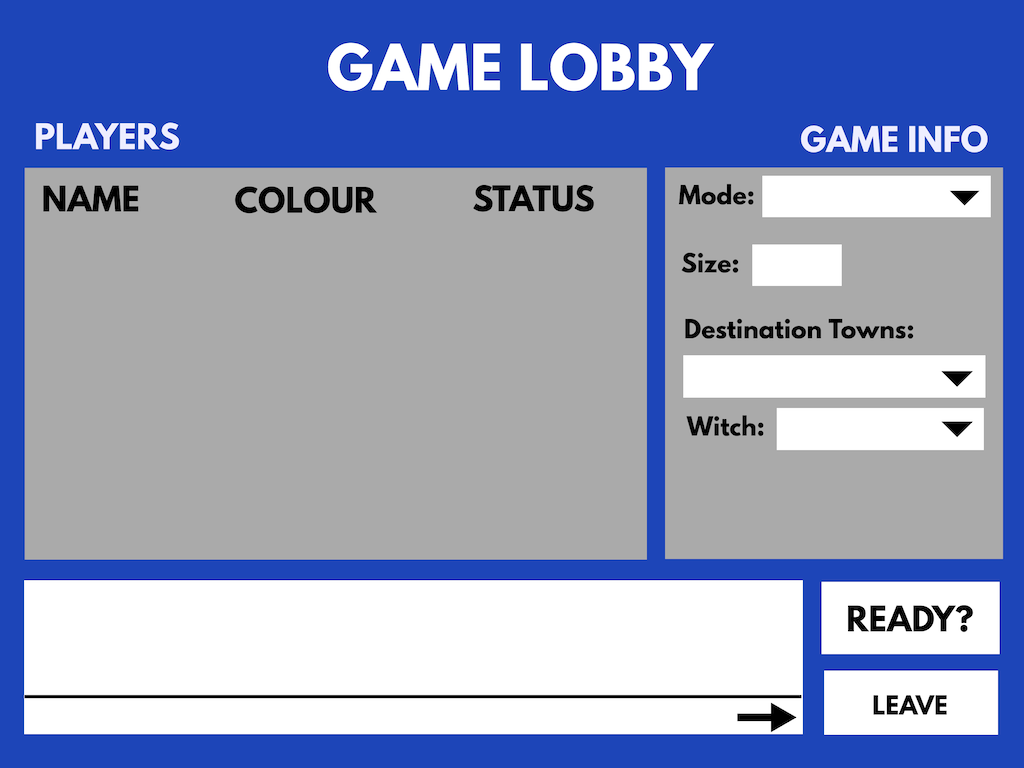 GAME LOBBY
PLAYERS
GAME INFO
NAME COLOUR STATUS
Mode:
Size:
Destination Towns:
Witch:
READY?
LEAVE